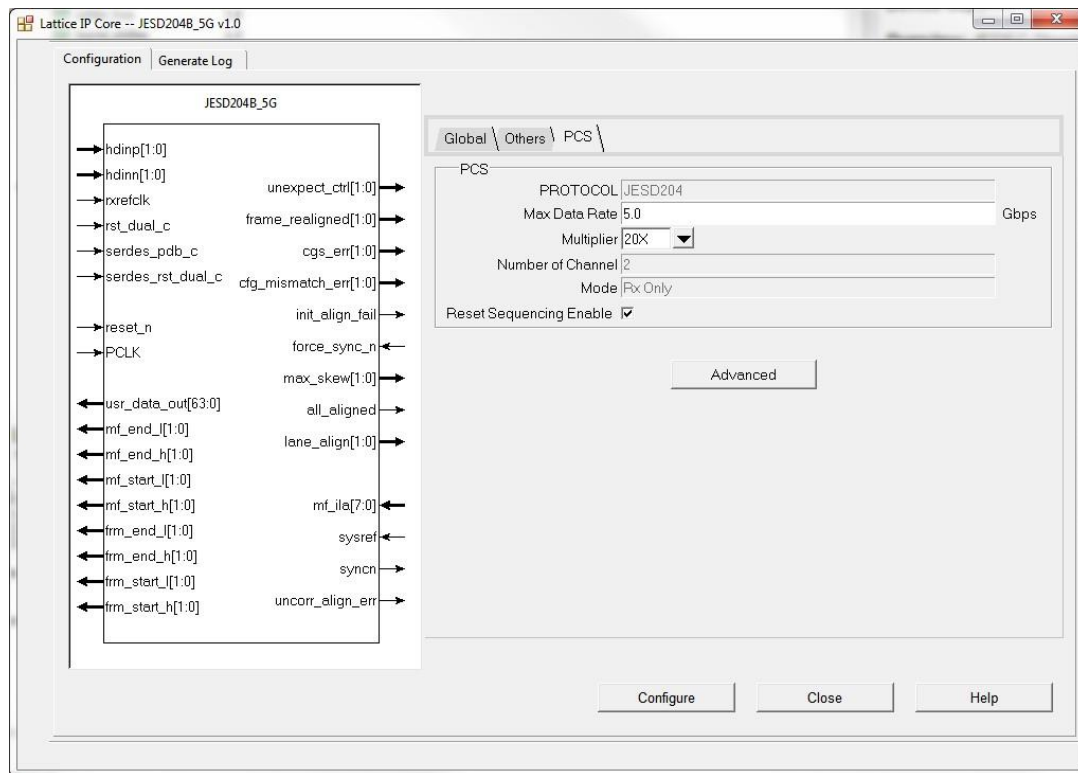 Lattice IP Core -- JESD204B_5G v1.0
Configuration
Generate Log
JESD204B_5G
hdinp[1:0]
hdinn[1:0]
rxrefclk
rst_dual_c
serdes_pdb_c
serdes_rst_dual_c
reset_n
PCLK
usr_data_out[63:0]
mf_end_l[1:0]
mf_end_h[1:0]
mf_start_l[1:0]
mf_start_h[1:0]
frm_end_l[1:0]
frm_end_h[1:0]
frm_start_l[1:0]
frm_start_h[1:0]
unexpect_ctrl[1:0]
frame_realigned[1:0]
cgs_err[1:0]
cfg_mismatch_err[1:0]
init_align_fail
force_sync_n
max_skew[1:0]
all_aligned
lane_align[1:0]
mf_ila[7:0]
sysref
syncn
uncorr_align_err
Global \ Others \ PCS \
PCS
PROTOCOL JESD204
Max Data Rate 5.0 Gbps
Multiplier 20X
Number of Channel 2
Mode Rx Only
Reset Sequencing Enable
Advanced
Configure Close Help